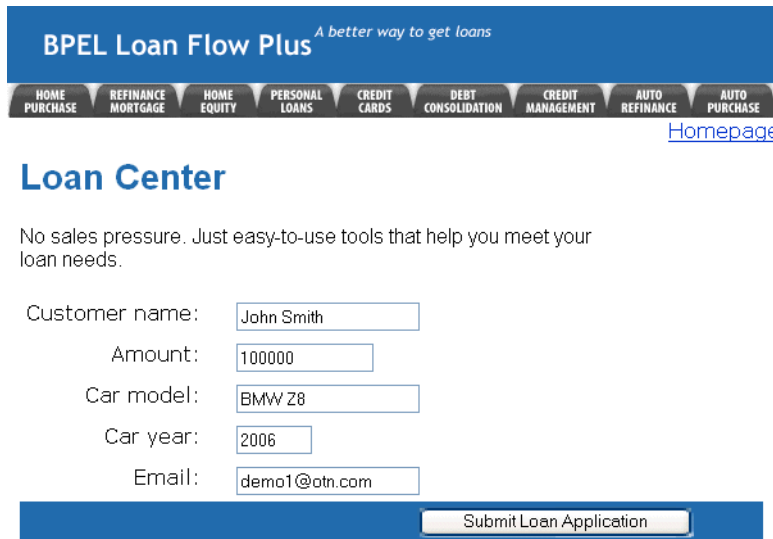 BPEL Loan Flow Plus A better way to get loans
HOME PURCHASE REFINANCE MORTGAGE HOME EQUITY PERSONAL LOANS CREDIT CARDS DEBT CONSOLIDATION CREDIT MANAGEMENT AUTO REFINANCE AUTO PURCHASE
Homepage
Loan Center
No sales pressure. Just easy-to-use tools that help you meet your
loan needs.
Customer name: John Smith
Amount: 100000
Car model: BMW Z8
Car year: 2006
Email: demo1@otn.com
Submit Loan Application